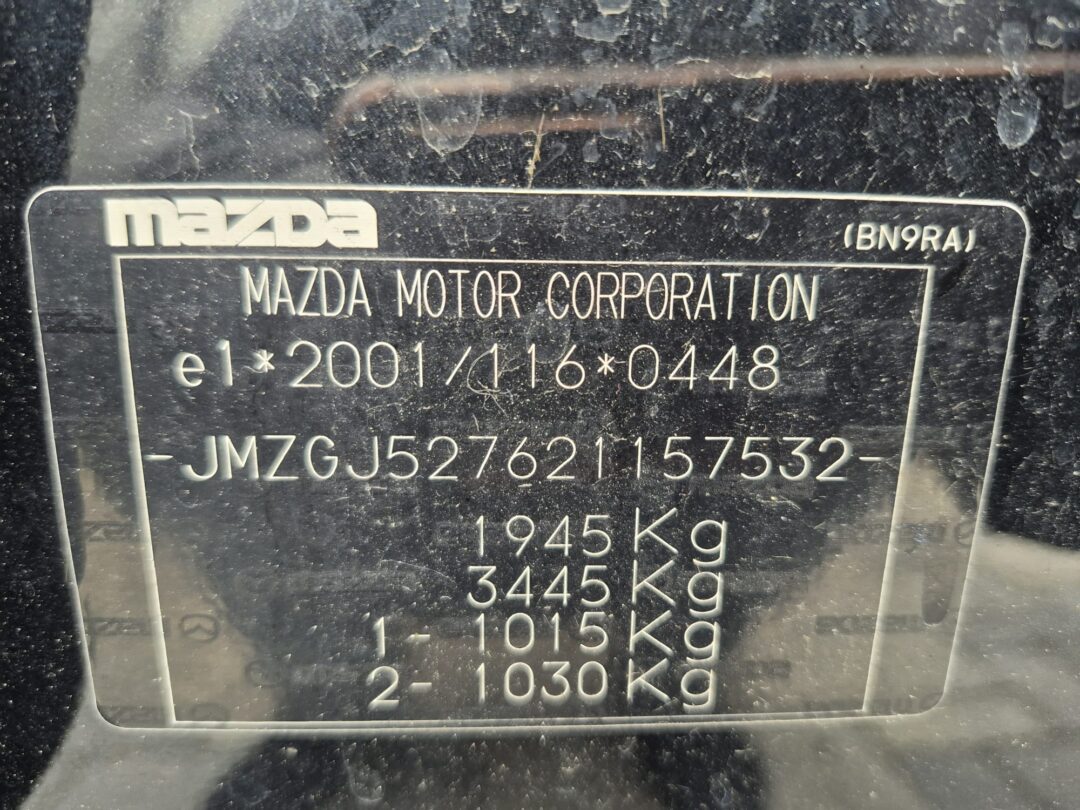 mazda
(BN9RA)
MAZDA MOTOR CORPORATION
e1*2001/116*0448
-JMZGJ527621157532-
1945 Kg
3445 Kg
1- 1015 Kg
2- 1030 Kg